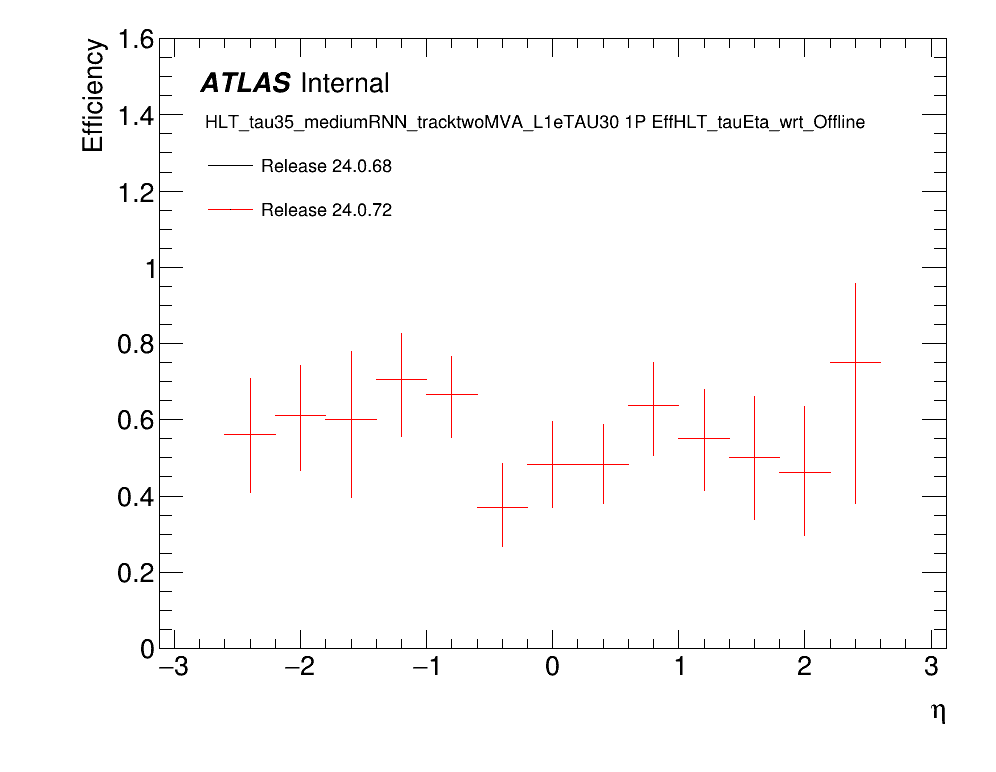 Efficiency
1.6
1.4
1.2
1
0.8
0.6
0.4
0.2
0
ATLAS Internal
HLT_tau35_mediumRNN_tracktwoMVA_L1eTAU30 1P EffHLT_tauEta_wrt_Offline
Release 24.0.68
Release 24.0.72
−3 −2 −1 0 1 2 3
η